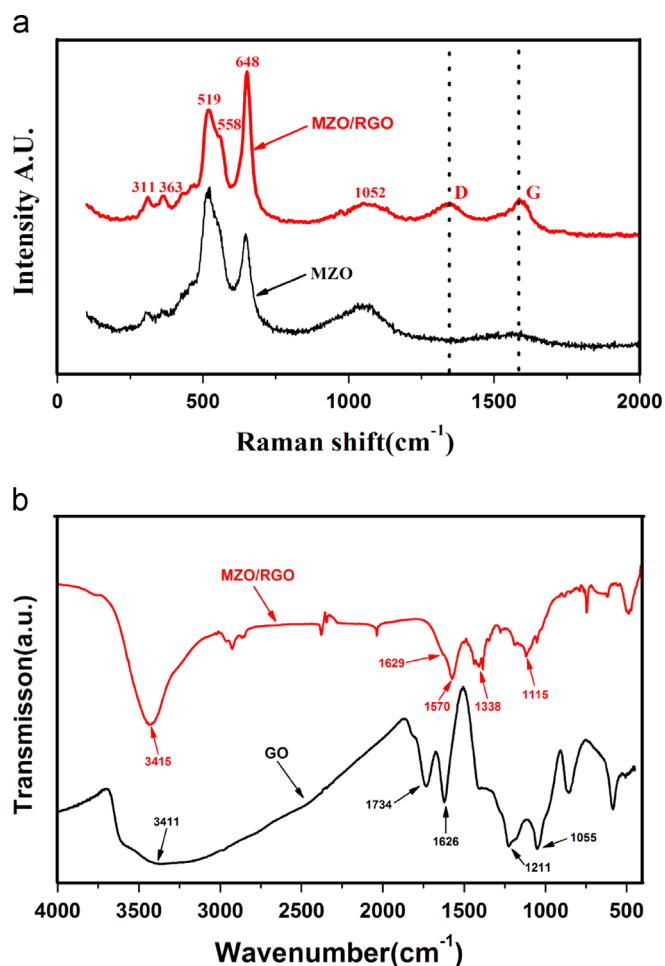 a
648
519
558
MZO/RGO
311 363
1052
D
G
MZO
Intensity A.U.
0 500 1000 1500 2000
Raman shift(cm-1)
b
MZO/RGO
1629
1570
1338
1115
3415
GO
3411
1734
1626
1211
1055
Transmisson(a.u.)
4000 3500 3000 2500 2000 1500 1000 500
Wavenumber(cm-1)